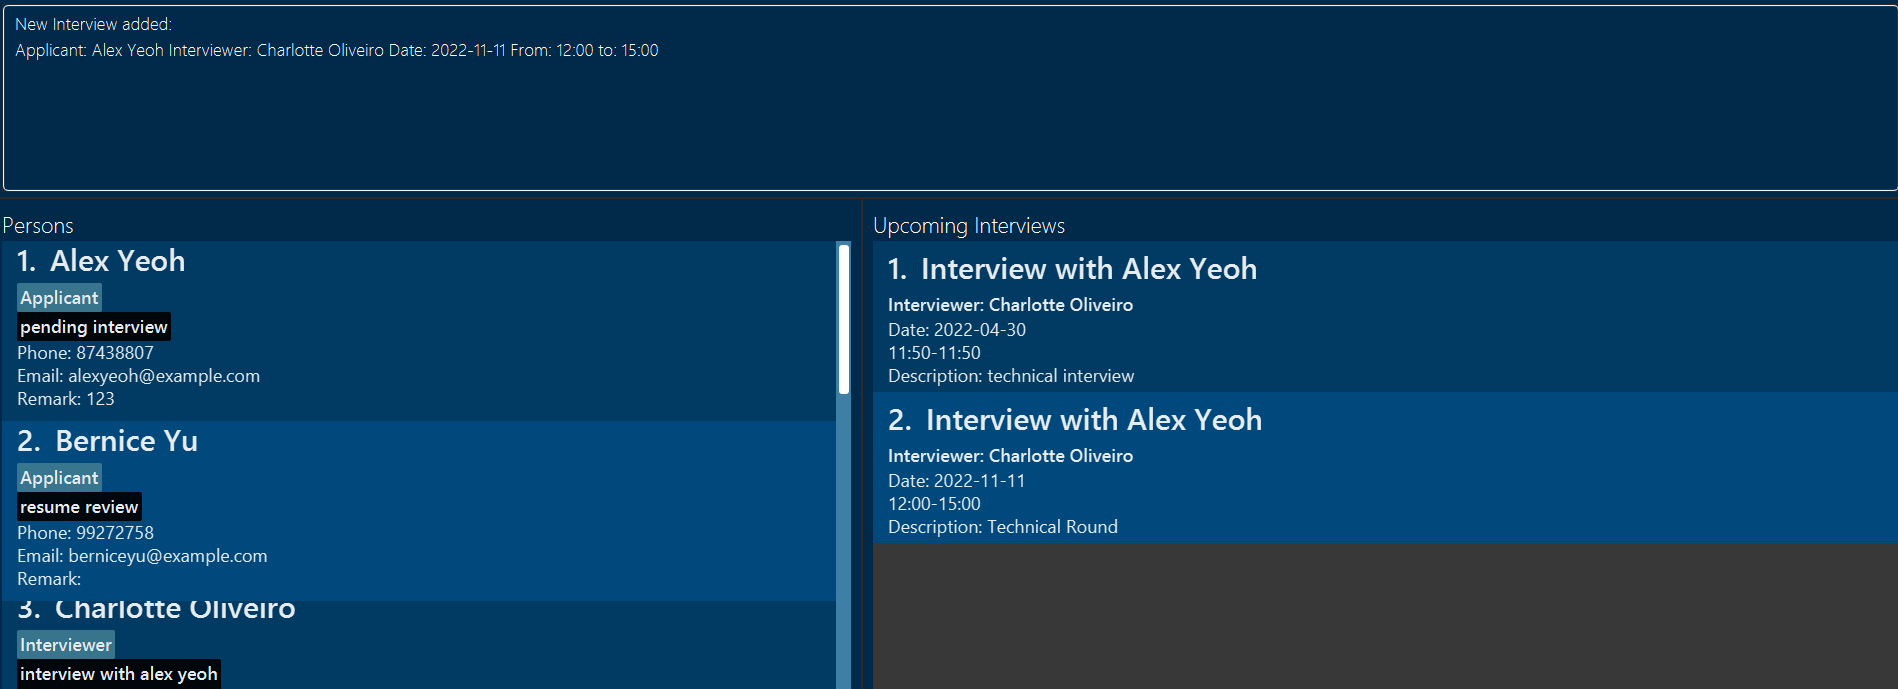 New Interview added:
Applicant: Alex Yeoh Interviewer: Charlotte Oliveiro Date: 2022-11-11 From: 12:00 to: 15:00
Persons
1. Alex Yeoh
Applicant
pending interview
Phone: 87438807
Email: alexyeoh@example.com
Remark: 123
2. Bernice Yu
Applicant
resume review
Phone: 99272758
Email: berniceyu@example.com
Remark:
3. Charlotte Oliveiro
Interviewer
interview with alex yeoh
Upcoming Interviews
1. Interview with Alex Yeoh
Interviewer: Charlotte Oliveiro
Date: 2022-04-30
11:50-11:50
Description: technical interview
2. Interview with Alex Yeoh
Interviewer: Charlotte Oliveiro
Date: 2022-11-11
12:00-15:00
Description: Technical Round